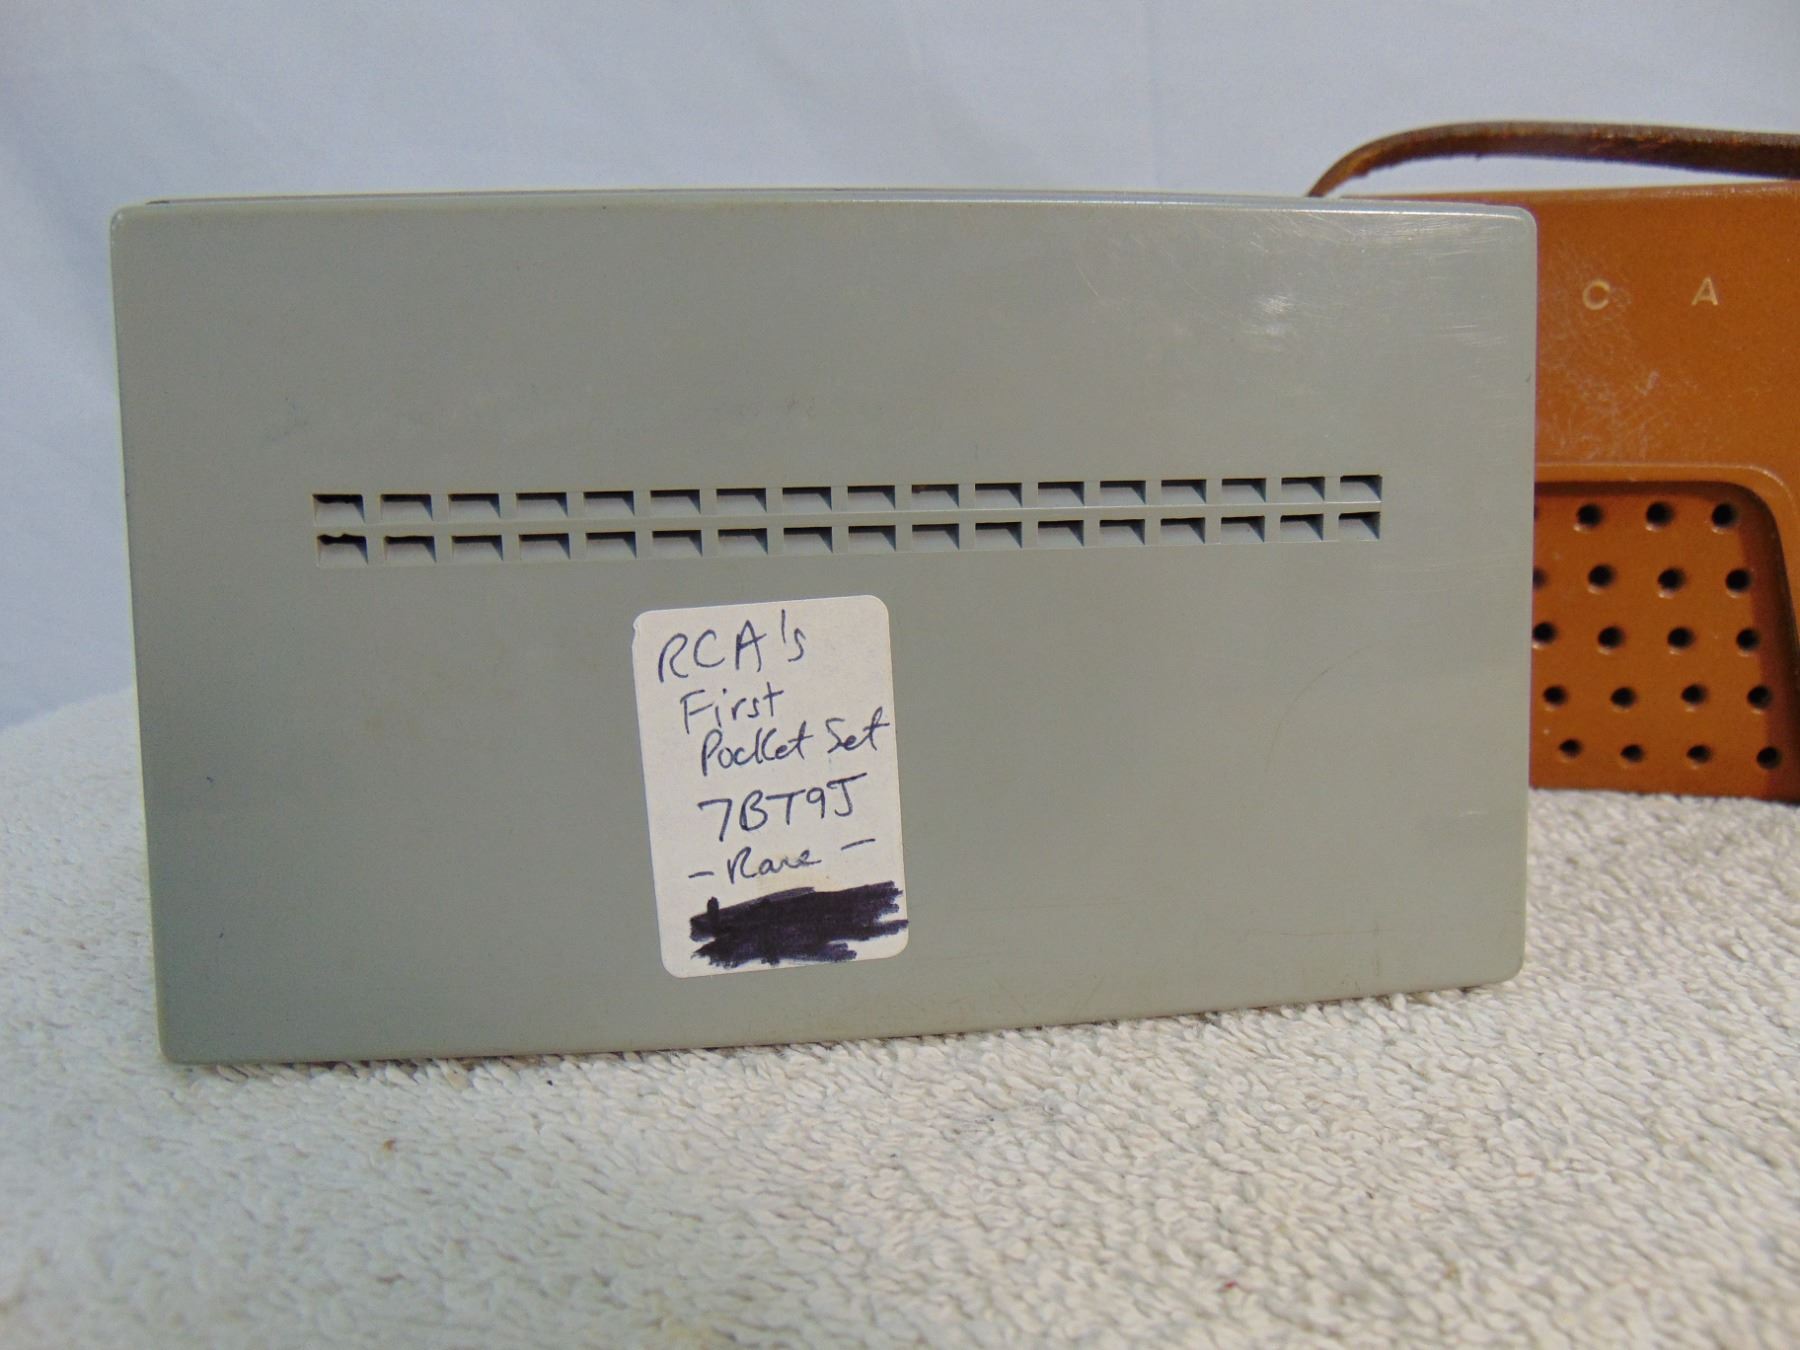 RCA's
First
Pocket Set
7BT9J
- Rare -
C A